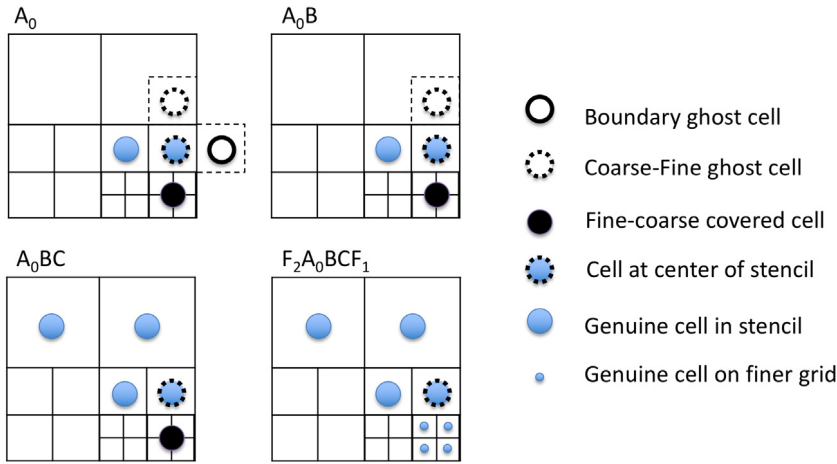 A₀
A₀B
Boundary ghost cell
Coarse-Fine ghost cell
Fine-coarse covered cell
A₀BC
F₂A₀BCF₁
Cell at center of stencil
Genuine cell in stencil
Genuine cell on finer grid